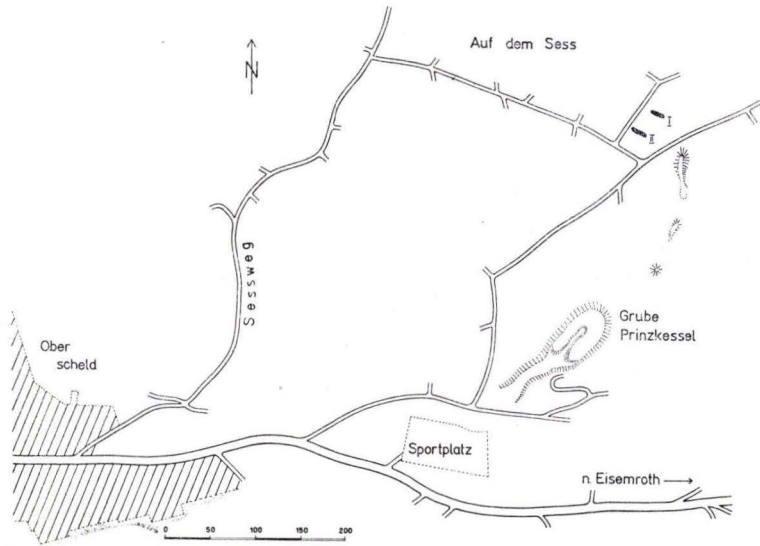 Auf dem Sess
N
I
II
Sessweg
Grube
Prinzkessel
Ober
scheld
Sportplatz
n. Eisemroth
0 50 100 150 200